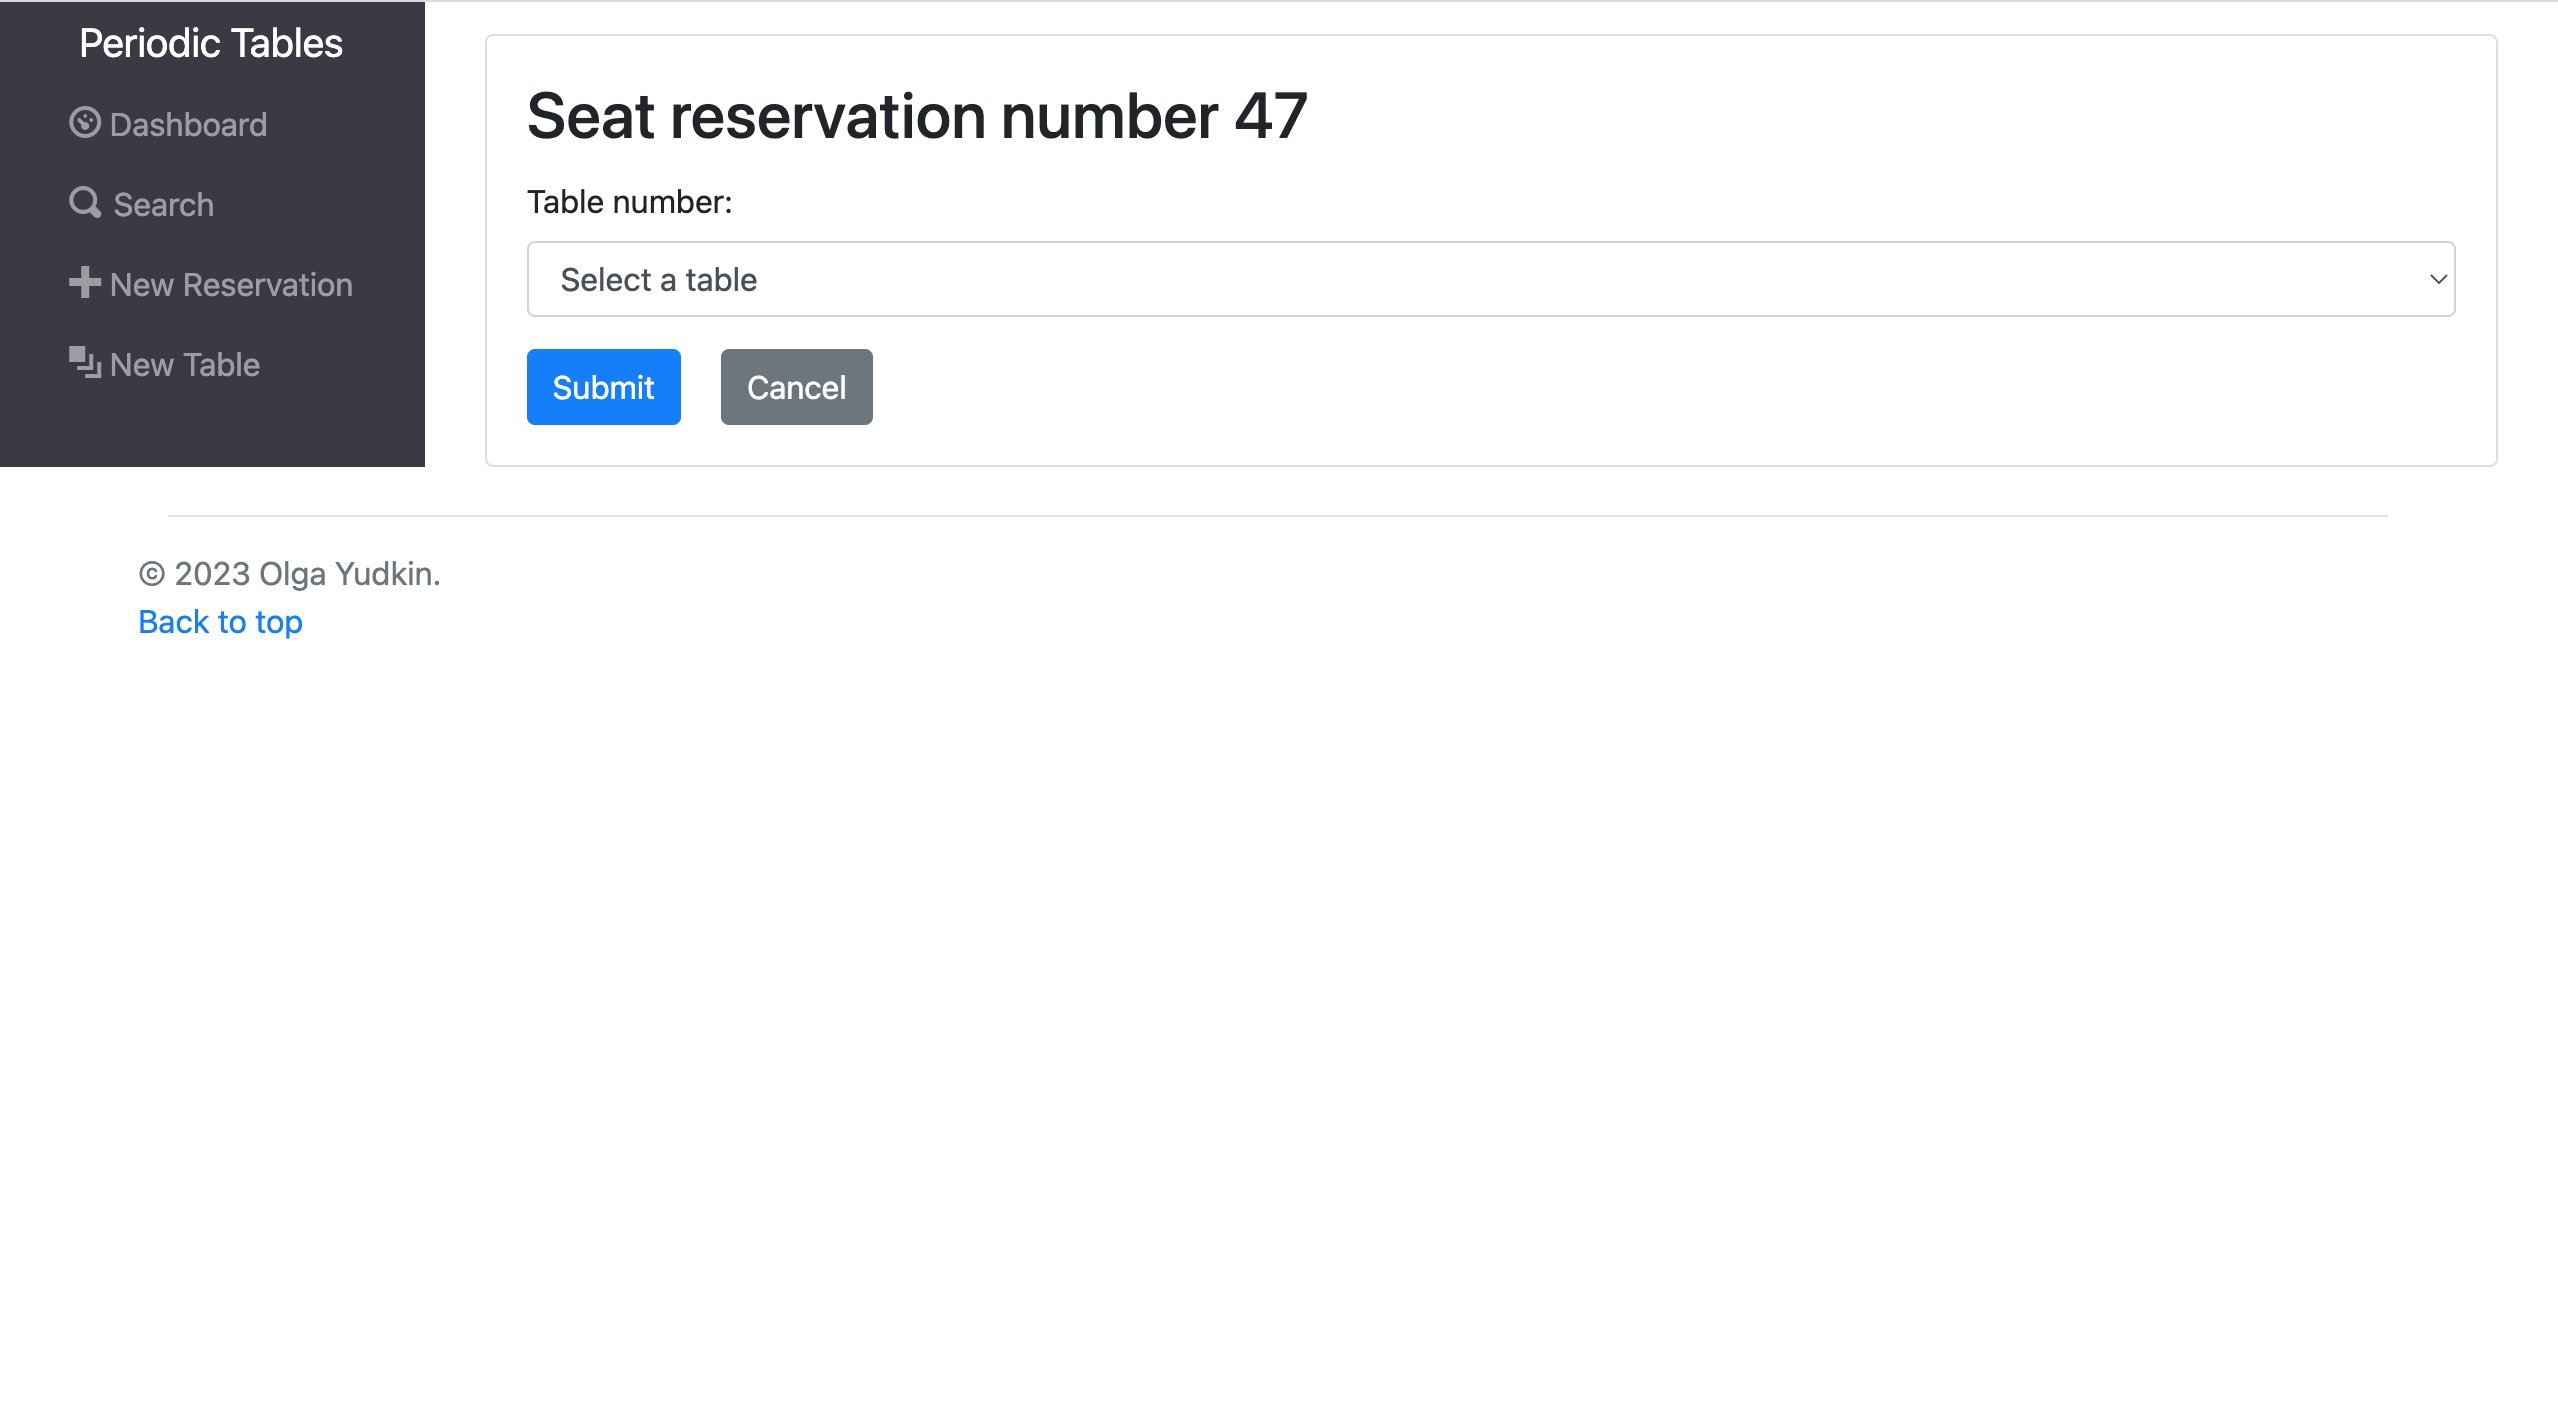 Periodic Tables
Dashboard
Search
New Reservation
New Table
Seat reservation number 47
Table number:
Select a table
Submit
Cancel
© 2023 Olga Yudkin.
Back to top